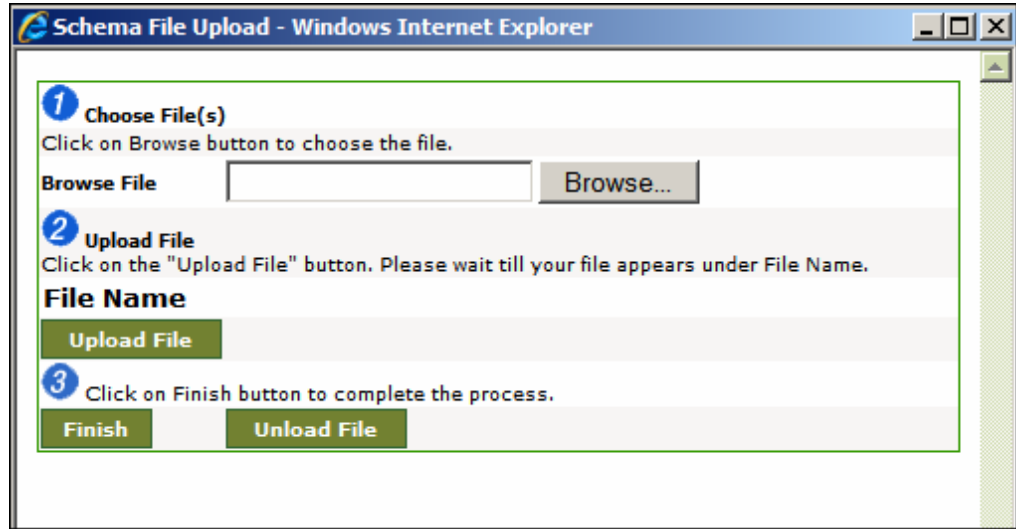 Schema File Upload - Windows Internet Explorer
1 Choose File(s)
Click on Browse button to choose the file.
Browse File Browse...
2 Upload File
Click on the "Upload File" button. Please wait till your file appears under File Name.
File Name
Upload File
3 Click on Finish button to complete the process.
Finish Unload File